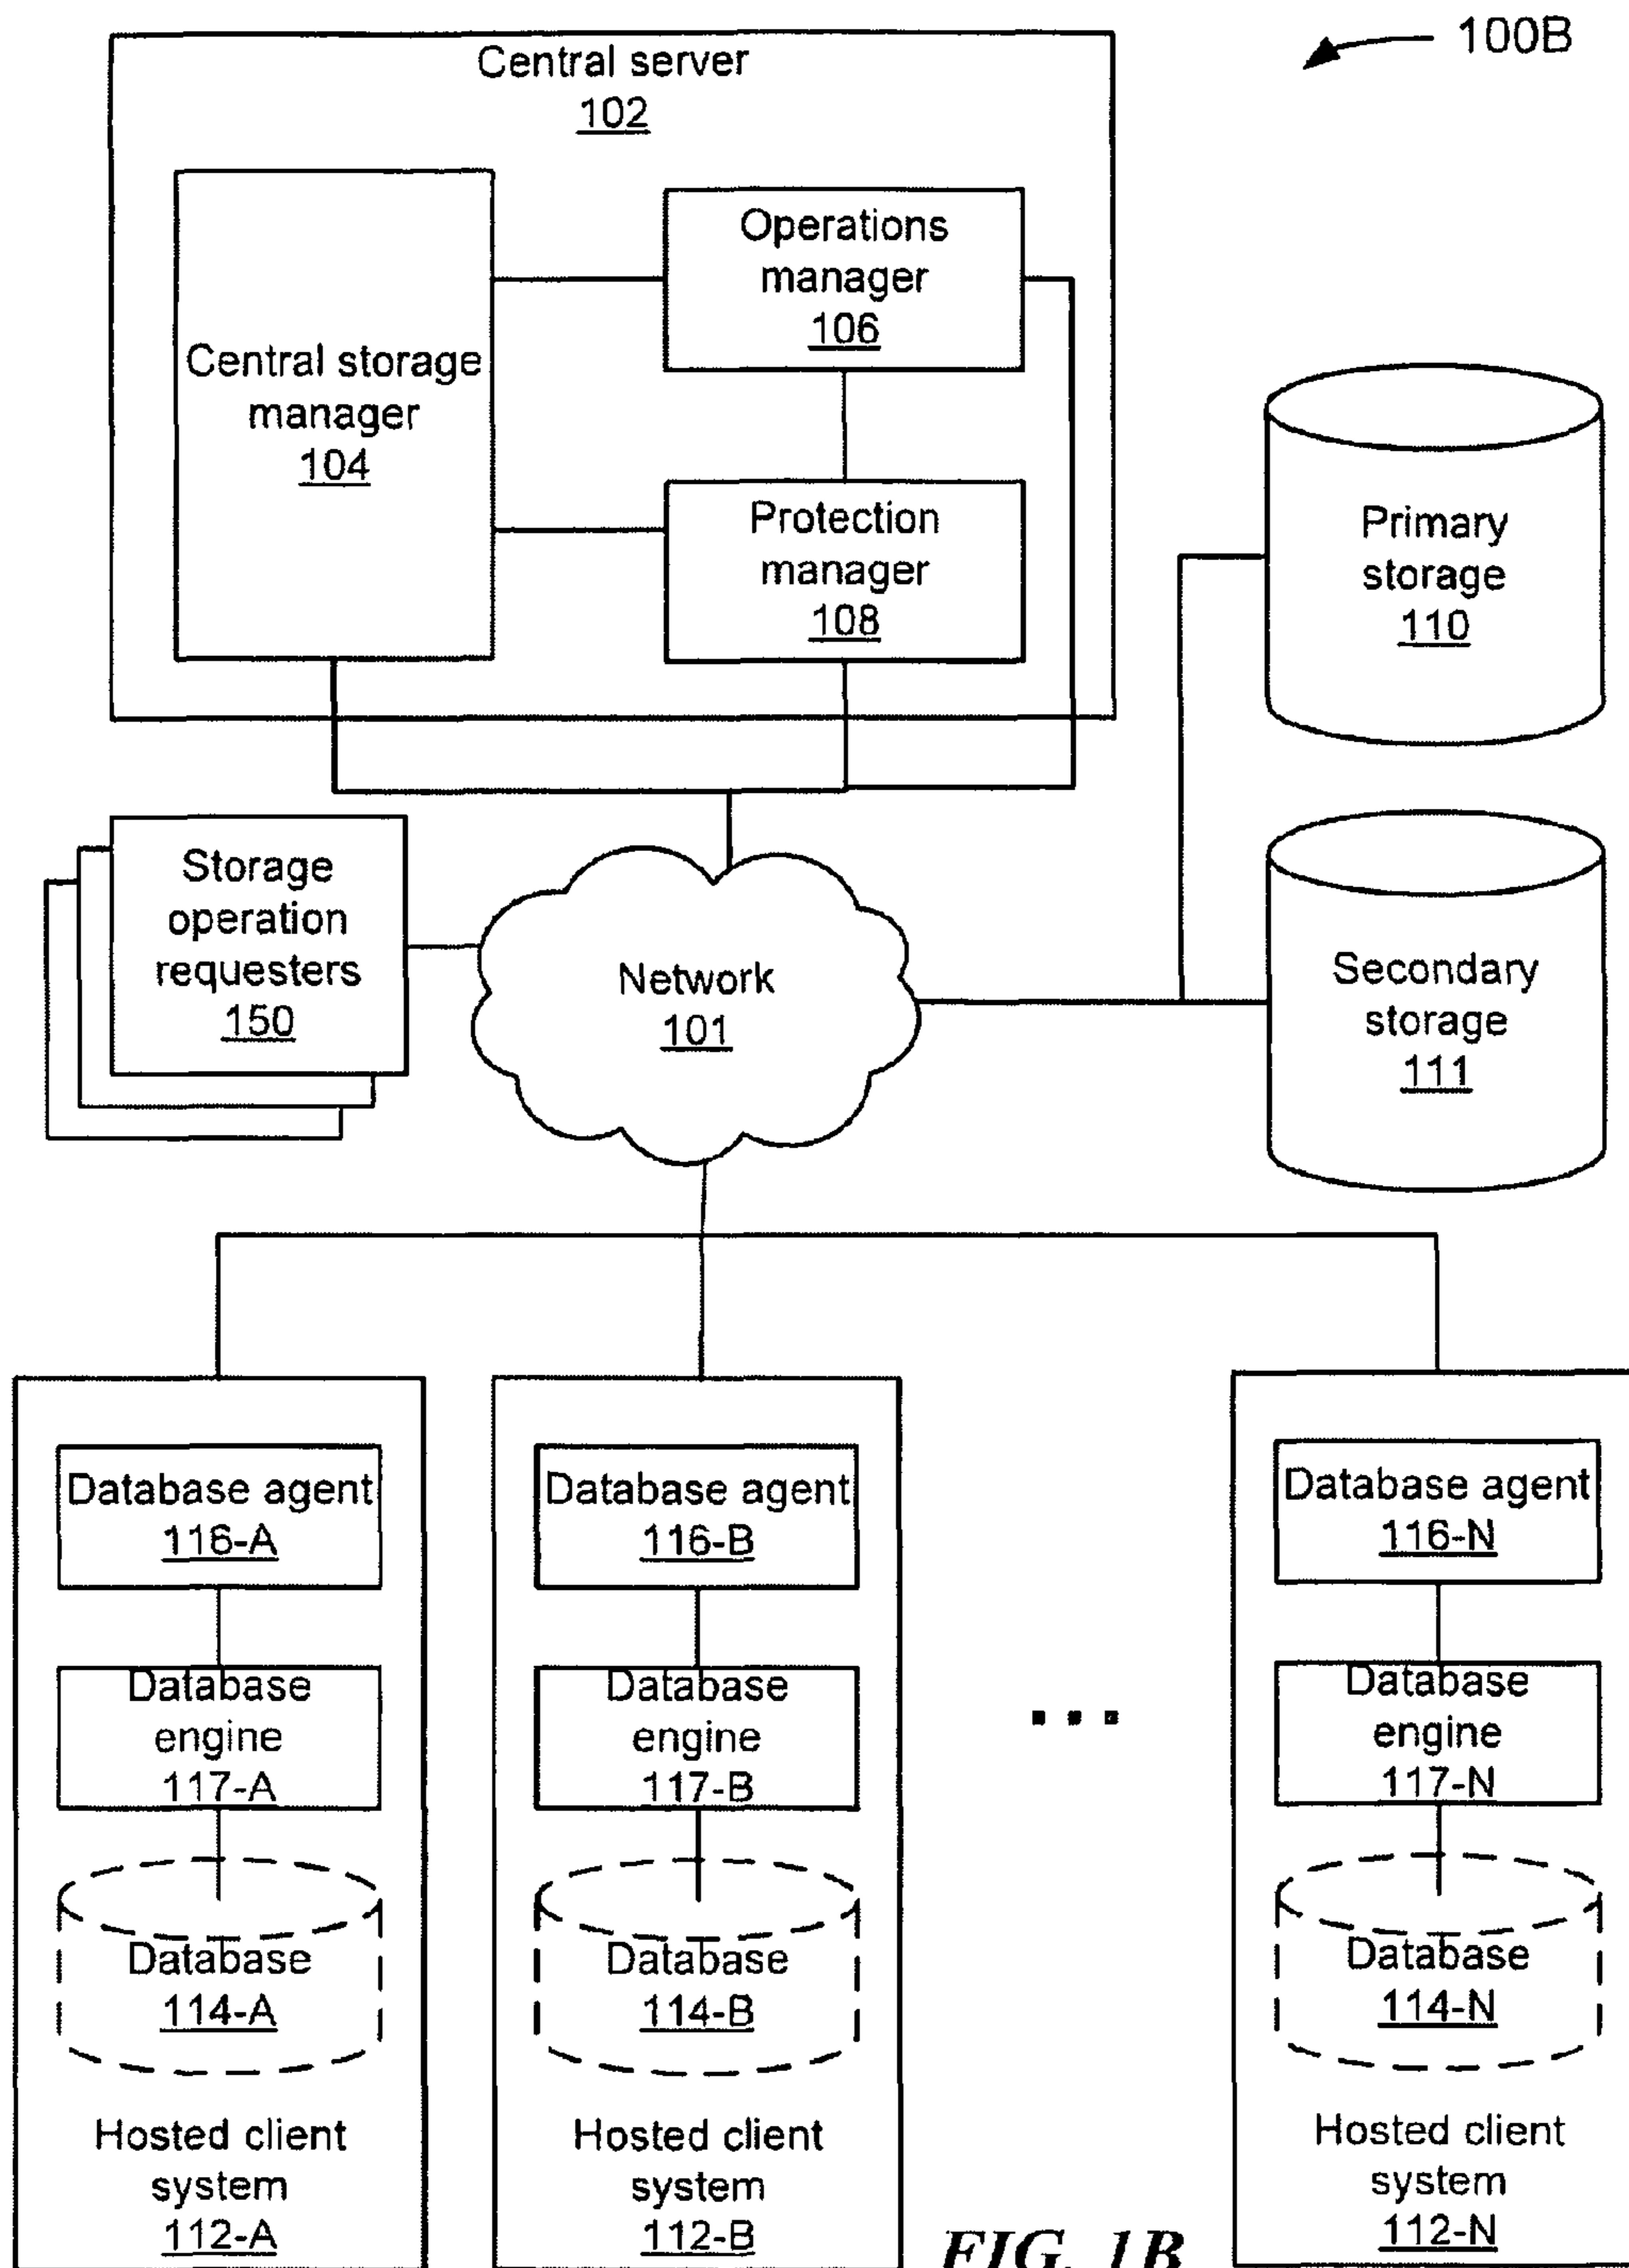 100B
Central server
102
Central storage
manager
104
Operations
manager
106
Protection
manager
108
Primary
storage
110
Storage
operation
requesters
150
Network
101
Secondary
storage
111
Database agent
116-A
Database
engine
117-A
Database
114-A
Hosted client
system
112-A
Database agent
116-B
Database
engine
117-B
Database
114-B
Hosted client
system
112-B
...
Database agent
116-N
Database
engine
117-N
Database
114-N
Hosted client
system
112-N
FIG. 1B